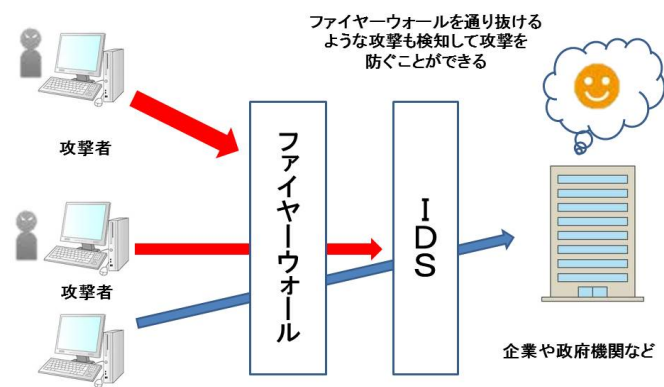 ファイヤーウォールを通り抜ける
ような攻撃も検知して攻撃を
防ぐことができる
攻撃者
攻撃者
ファイヤーウォール
IDS
企業や政府機関など